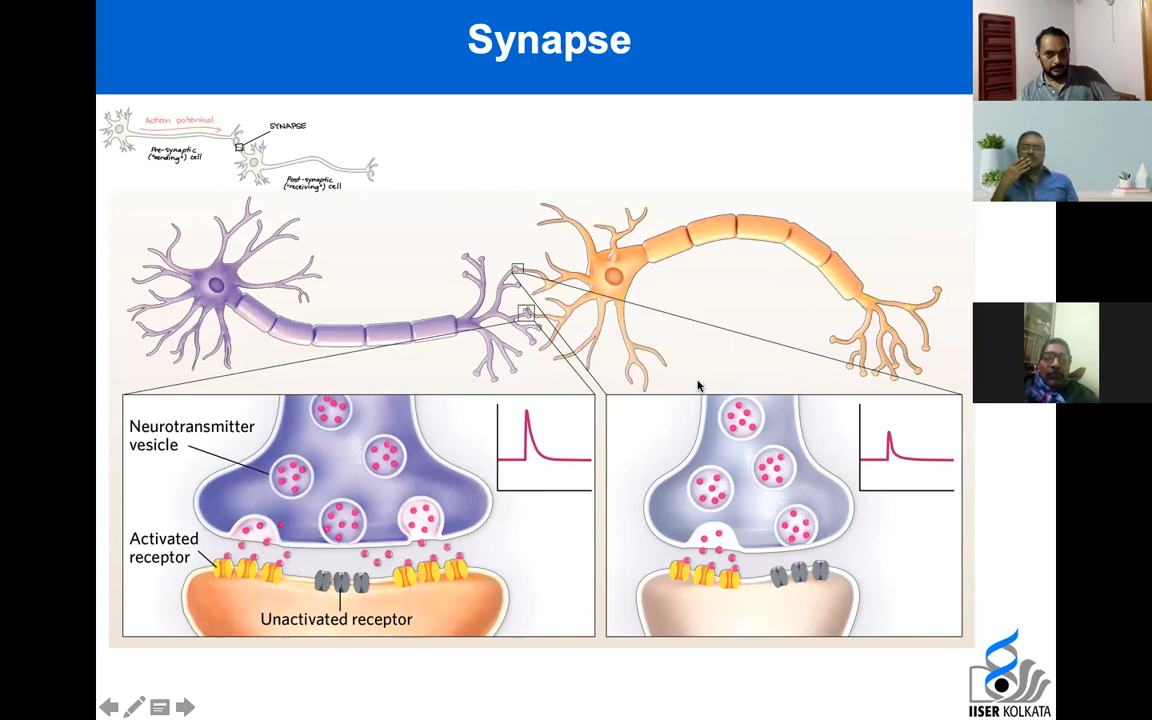 Synapse
Action potential
SYNAPSE
Pre-synaptic
("sending") cell
Post-synaptic
("receiving") cell
Neurotransmitter
vesicle
Activated
receptor
Unactivated receptor
IISER KOLKATA